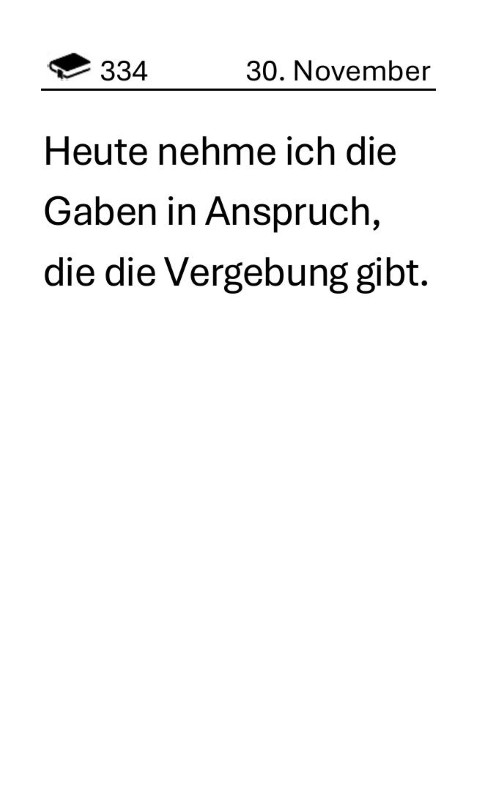 334 30. November
Heute nehme ich die
Gaben in Anspruch,
die die Vergebung gibt.